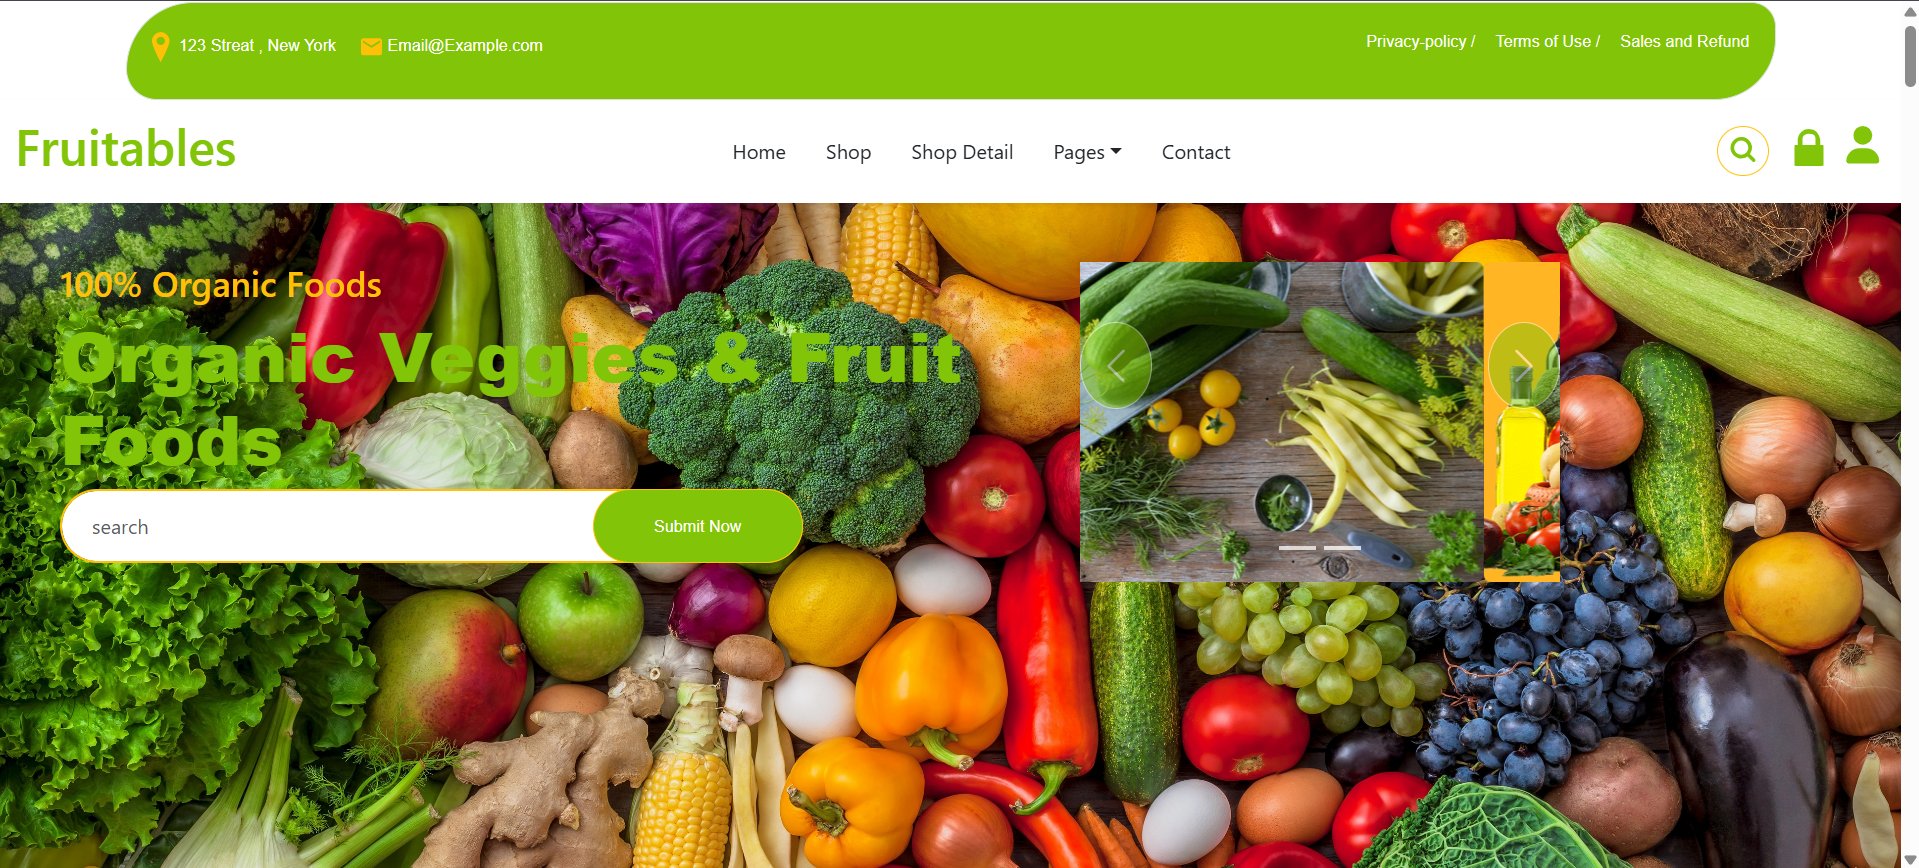 123 Streat , New York
Email@Example.com
Privacy-policy /
Terms of Use /
Sales and Refund
Fruitables
Home
Shop
Shop Detail
Pages
Contact
100% Organic Foods
Organic Veggies & Fruit
Foods
search
Submit Now